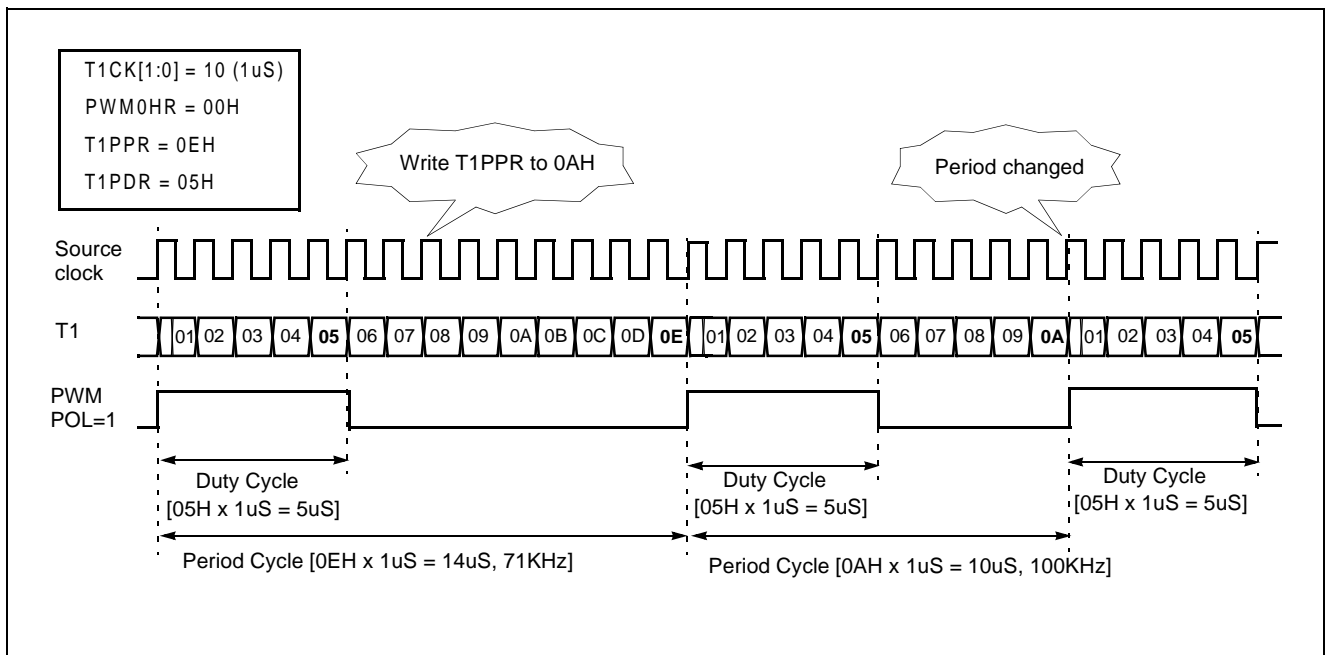 T1CK[1:0] = 10 (1uS)
PWM0HR = 00H
T1PPR = 0EH
T1PDR = 05H
Write T1PPR to 0AH
Period changed
Source
clock
T1
01 02 03 04 05 06 07 08 09 0A 0B 0C 0D 0E 01 02 03 04 05 06 07 08 09 0A 01 02 03 04 05
PWM
POL=1
Duty Cycle
[05H x 1uS = 5uS]
Duty Cycle
[05H x 1uS = 5uS]
Duty Cycle
[05H x 1uS = 5uS]
Period Cycle [0EH x 1uS = 14uS, 71KHz]
Period Cycle [0AH x 1uS = 10uS, 100KHz]